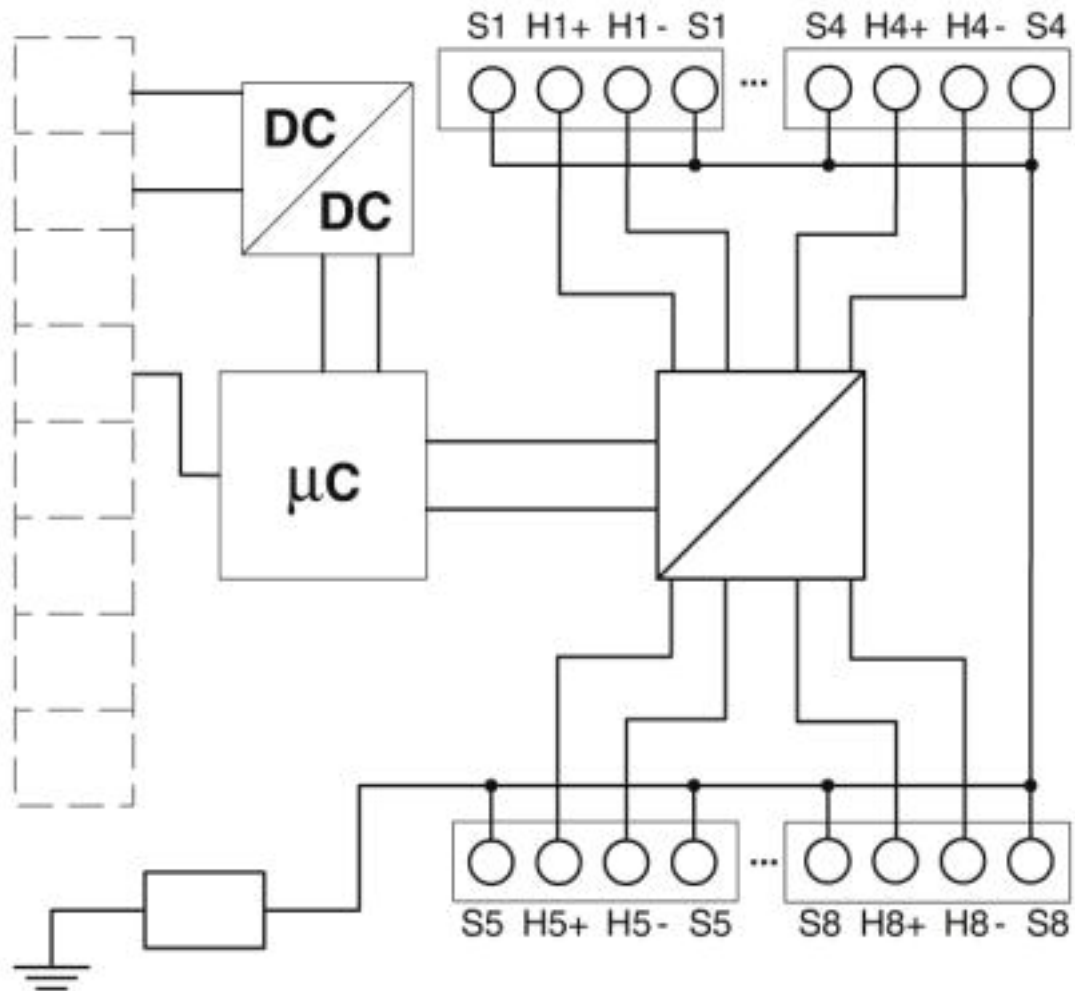 S1 H1+ H1- S1 S4 H4+ H4- S4
...
DC
DC
μC
...
S5 H5+ H5- S5 S8 H8+ H8- S8